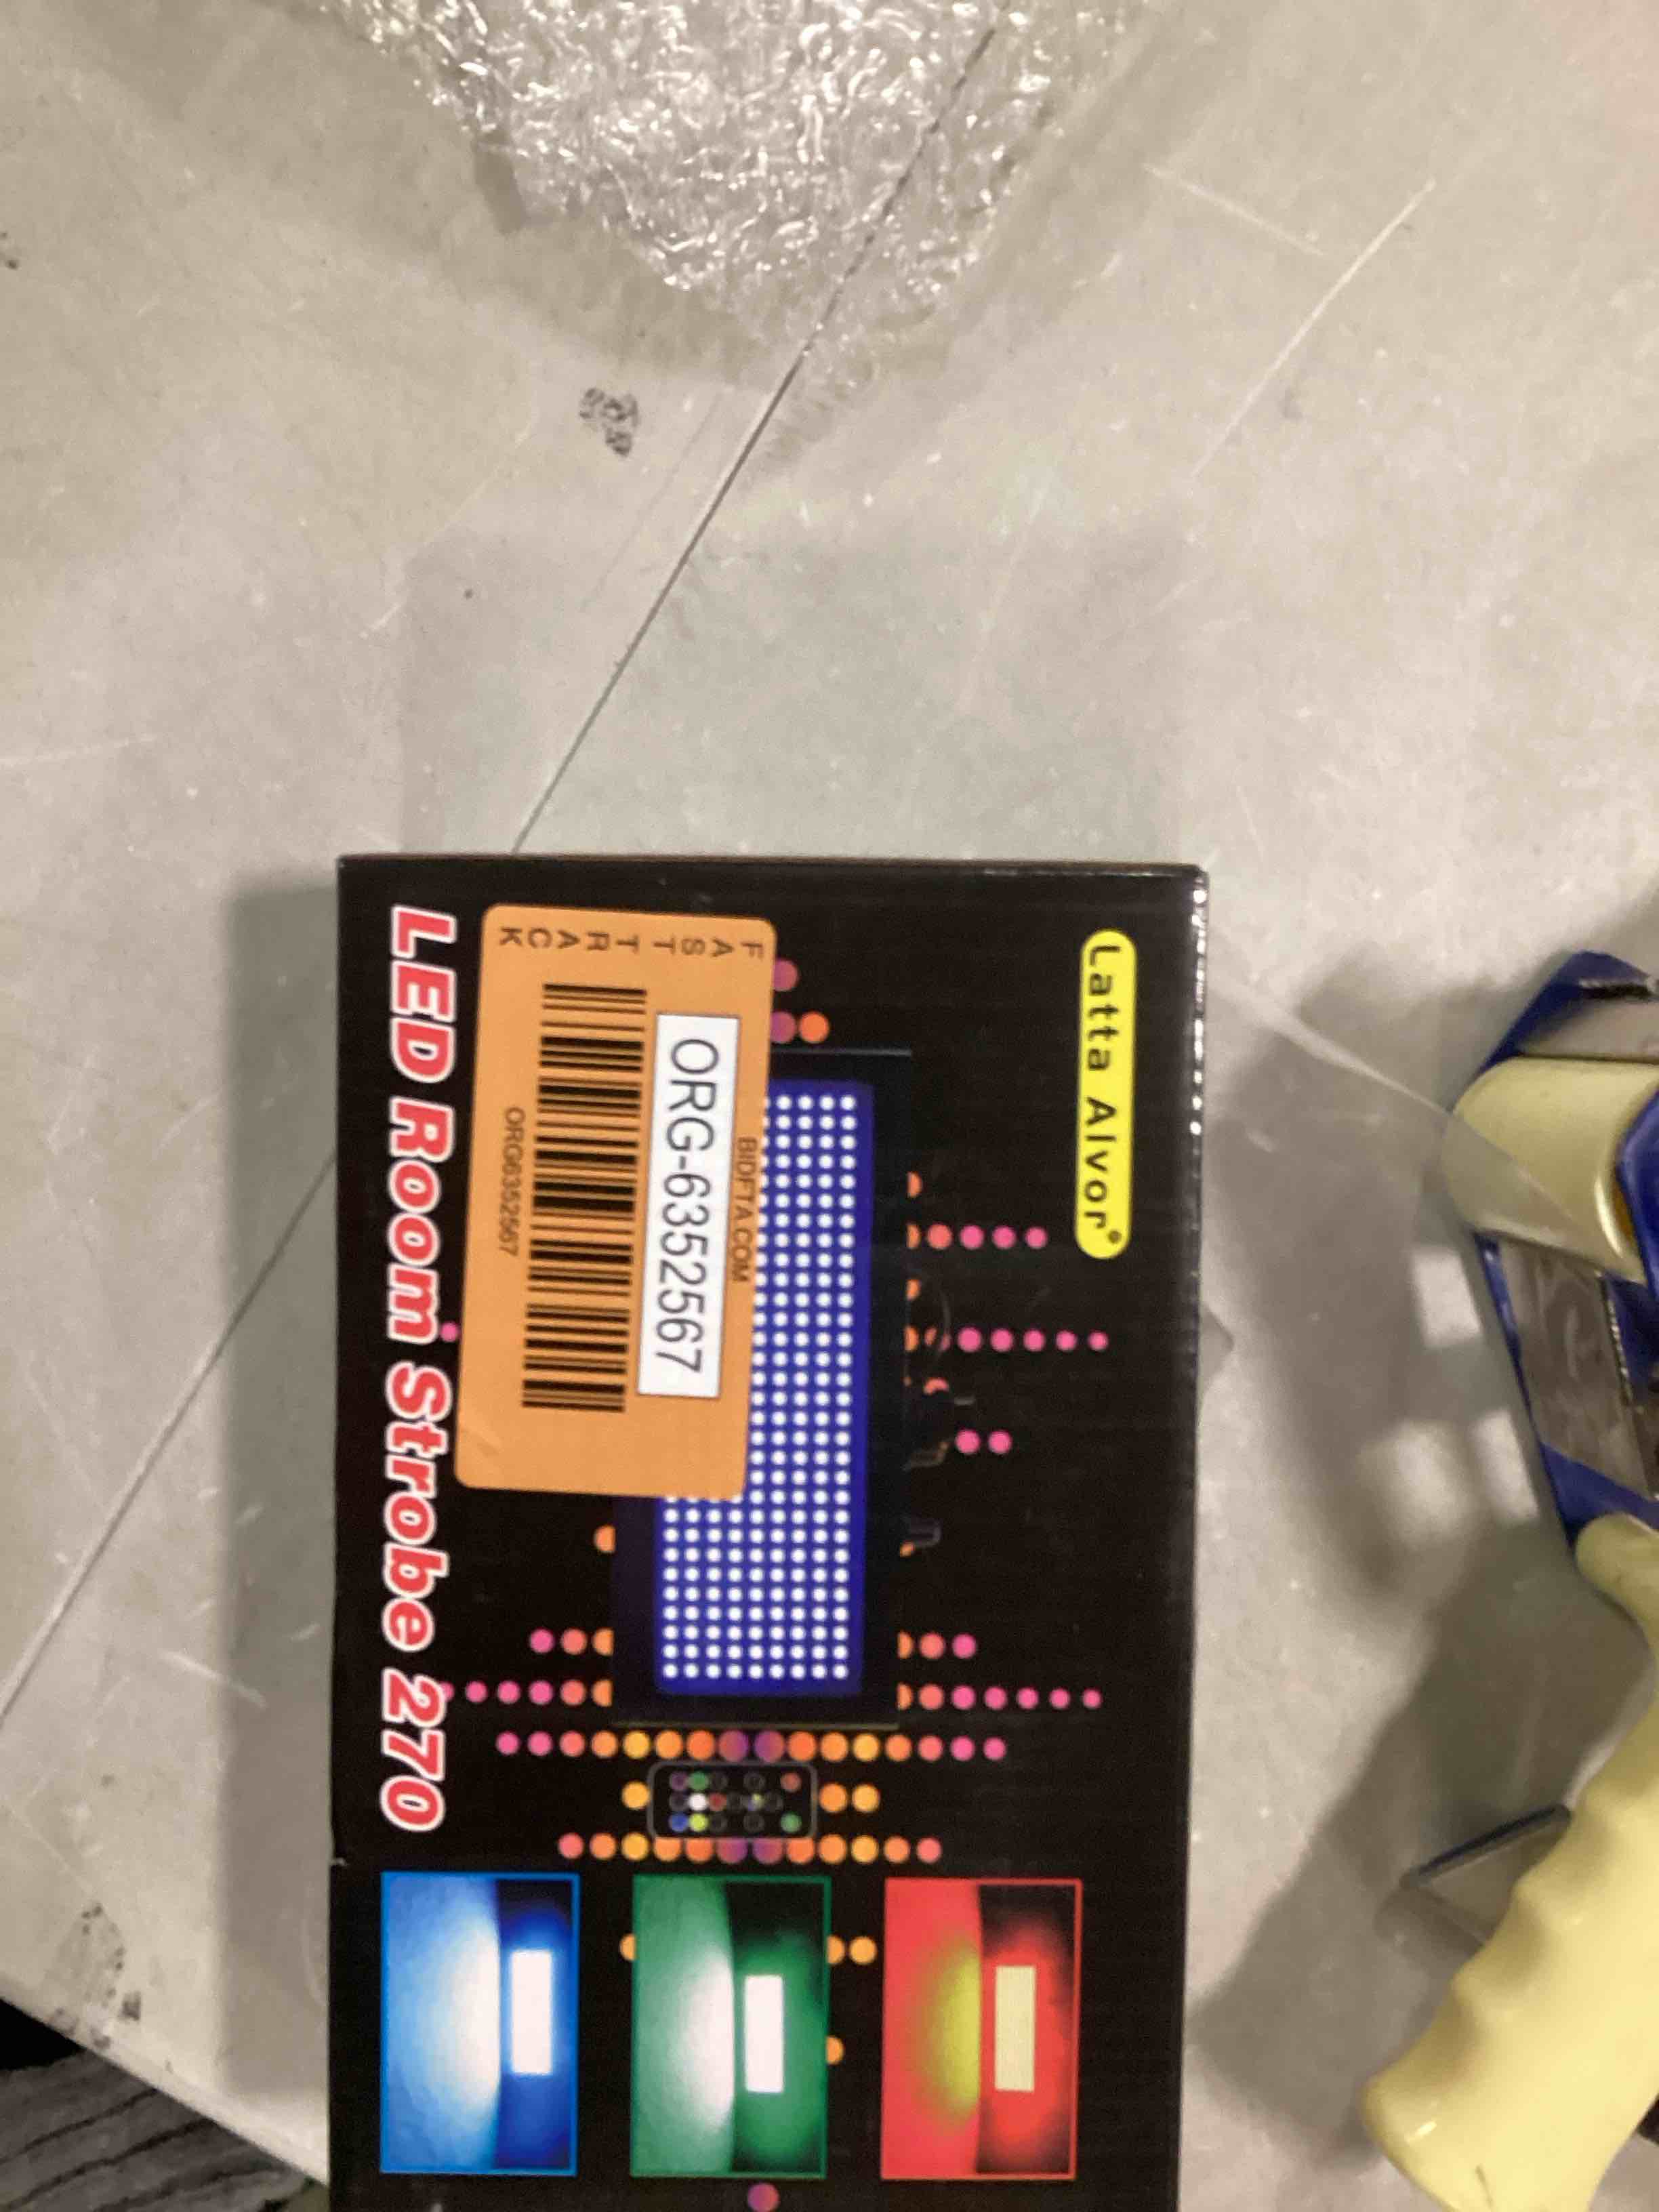 Latta Alvor®
FAST TRACK
BIDFTA.COM
ORG-6352567
ORG6352567
LED Room Strobe 270